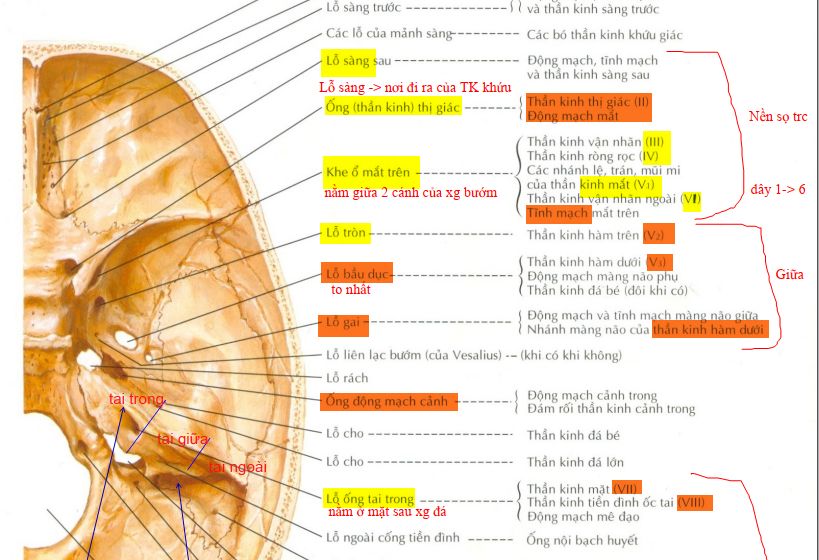 Lỗ sàng trước và thần kinh sàng trước
Các lỗ của mảnh sàng Các bó thần kinh khứu giác
Lỗ sàng sau Động mạch, tĩnh mạch
và thần kinh sàng sau
Lỗ sàng -> nơi đi ra của TK khứu
Ống (thần kinh) thị giác Thần kinh thị giác (II)
Động mạch mắt
Nền sọ trc
Thần kinh vận nhãn (III)
Thần kinh ròng rọc (IV)
Khe ổ mắt trên Các nhánh lệ, trán, mũi mi
của thần kinh mắt (V₁)
nằm giữa 2 cánh của xg bướm
dây 1-> 6
Thần kinh vận nhãn ngoài (VI)
Tĩnh mạch mắt trên
Lỗ tròn Thần kinh hàm trên (V₂)
Lỗ bầu dục Thần kinh hàm dưới (V₃)
Động mạch màng não phụ
Thần kinh đá bé (đôi khi có)
to nhất
Giữa
Lỗ gai Động mạch và tĩnh mạch màng não giữa
Nhánh màng não của thần kinh hàm dưới
Lỗ liên lạc bướm (của Vesalius) -- (khi có khi không)
Lỗ rách
Ống động mạch cảnh Động mạch cảnh trong
Đám rối thần kinh cảnh trong
tai trong
Lỗ cho Thần kinh đá bé
tai giữa
Lỗ cho Thần kinh đá lớn
tai ngoài
Lỗ ống tai trong Thần kinh mặt (VII)
Thần kinh tiền đình ốc tai (VIII)
Động mạch mê đạo
nằm ở mặt sau xg đá
Lỗ ngoài cống tiền đình Ống nội bạch huyết